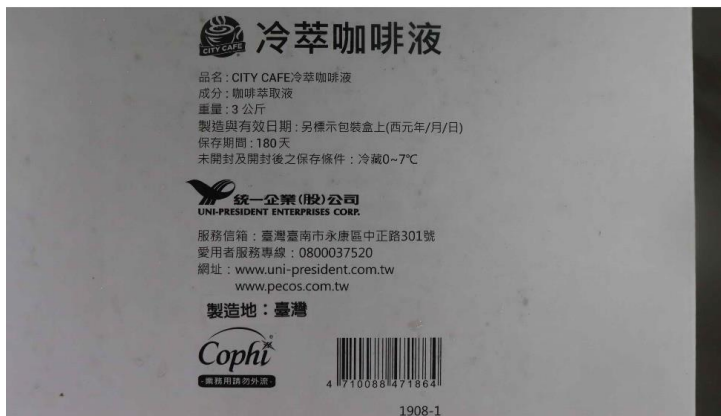 CITY CAFE
冷萃咖啡液
品名：CITY CAFE冷萃咖啡液
成分：咖啡萃取液
重量：3 公斤
製造與有效日期：另標示包裝盒上(西元年/月/日)
保存期間：180天
未開封及開封後之保存條件：冷藏0~7℃
統一企業(股)公司
UNI-PRESIDENT ENTERPRISES CORP.
服務信箱：臺灣臺南市永康區中正路301號
愛用者服務專線：0800037520
網址：www.uni-president.com.tw
www.pecos.com.tw
製造地：臺灣
Cophi
-業務用請勿外流-
4 710088 471864
1908-1